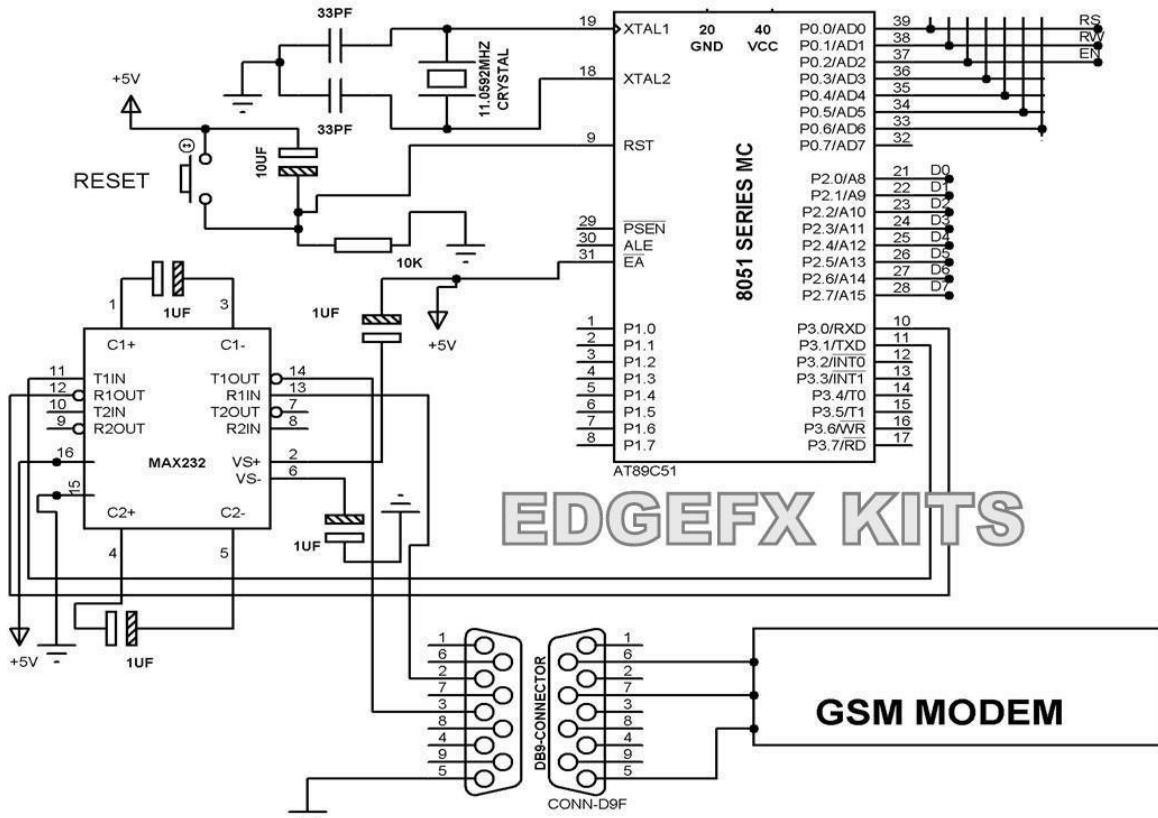 33PF
33PF
11.0592MHZ
CRYSTAL
+5V
RESET
10UF
10K
19 XTAL1
18 XTAL2
9 RST
29 PSEN
30 ALE
31 EA
1 P1.0
2 P1.1
3 P1.2
4 P1.3
5 P1.4
6 P1.5
7 P1.6
8 P1.7
20
GND
40
VCC
8051 SERIES MC
AT89C51
P0.0/AD0 39 RS
P0.1/AD1 38 RW
P0.2/AD2 37 EN
P0.3/AD3 36
P0.4/AD4 35
P0.5/AD5 34
P0.6/AD6 33
P0.7/AD7 32
P2.0/A8 21 D0
P2.1/A9 22 D1
P2.2/A10 23 D2
P2.3/A11 24 D3
P2.4/A12 25 D4
P2.5/A13 26 D5
P2.6/A14 27 D6
P2.7/A15 28 D7
P3.0/RXD 10
P3.1/TXD 11
P3.2/INT0 12
P3.3/INT1 13
P3.4/T0 14
P3.5/T1 15
P3.6/WR 16
P3.7/RD 17
1UF
1 3
C1+ C1-
11 T1IN
12 R1OUT
10 T2IN
9 R2OUT
16
15
MAX232
T1OUT 14
R1IN 13
T2OUT 7
R2IN 8
VS+ 2
VS- 6
C2+ C2-
4 5
1UF
+5V
1UF
+5V
1UF
EDGEFX KITS
1
6
2
7
3
8
4
9
5
DB9-CONNECTOR
1
6
2
7
3
8
4
9
5
CONN-D9F
GSM MODEM